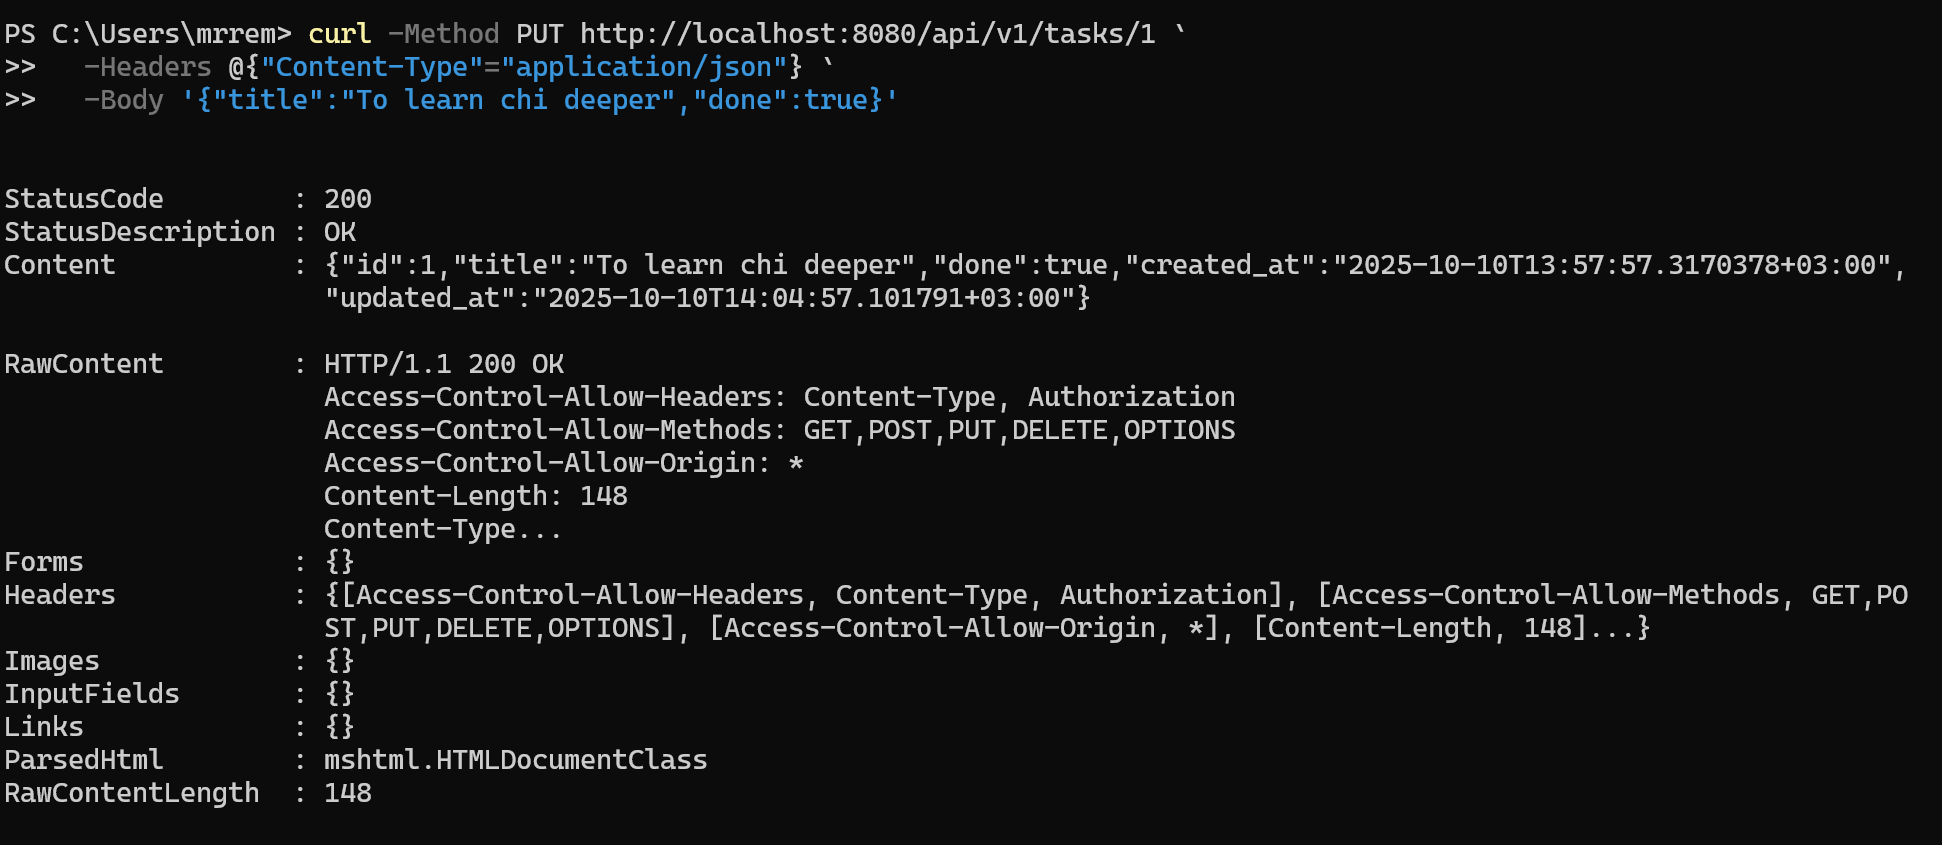 PS C:\Users\mrrem> curl -Method PUT http://localhost:8080/api/v1/tasks/1 `
>>   -Headers @{"Content-Type"="application/json"} `
>>   -Body '{"title":"To learn chi deeper","done":true}'
StatusCode        : 200
StatusDescription : OK
Content           : {"id":1,"title":"To learn chi deeper","done":true,"created_at":"2025-10-10T13:57:57.3170378+03:00",
                    "updated_at":"2025-10-10T14:04:57.101791+03:00"}
RawContent        : HTTP/1.1 200 OK
                    Access-Control-Allow-Headers: Content-Type, Authorization
                    Access-Control-Allow-Methods: GET,POST,PUT,DELETE,OPTIONS
                    Access-Control-Allow-Origin: *
                    Content-Length: 148
                    Content-Type...
Forms             : {}
Headers           : {[Access-Control-Allow-Headers, Content-Type, Authorization], [Access-Control-Allow-Methods, GET,PO
                    ST,PUT,DELETE,OPTIONS], [Access-Control-Allow-Origin, *], [Content-Length, 148]...}
Images            : {}
InputFields       : {}
Links             : {}
ParsedHtml        : mshtml.HTMLDocumentClass
RawContentLength  : 148